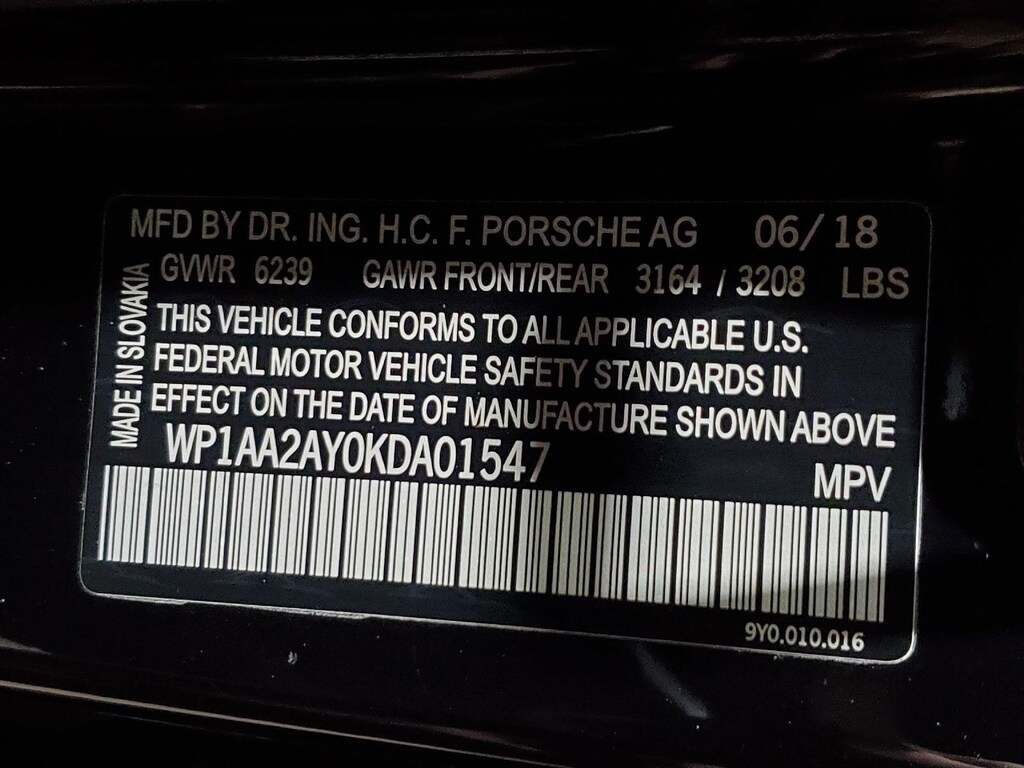 MFD BY DR. ING. H.C. F. PORSCHE AG 06/18
GVWR 6239 GAWR FRONT/REAR 3164 / 3208 LBS
MADE IN SLOVAKIA
THIS VEHICLE CONFORMS TO ALL APPLICABLE U.S.
FEDERAL MOTOR VEHICLE SAFETY STANDARDS IN
EFFECT ON THE DATE OF MANUFACTURE SHOWN ABOVE
WP1AA2AY0KDA01547 MPV
9Y0.010.016